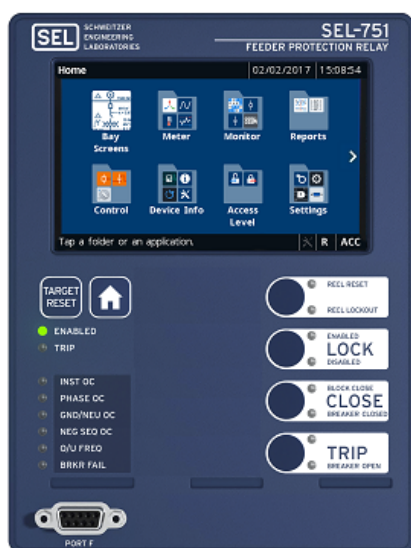 SEL
SCHWEITZER
ENGINEERING
LABORATORIES
SEL-751
FEEDER PROTECTION RELAY
Home
02/02/2017
15:08:54
Bay
Screens
Meter
Monitor
Reports
Control
Device Info
Access
Level
Settings
Tap a folder or an application.
R
ACC
TARGET
RESET
ENABLED
TRIP
INST OC
PHASE OC
GND/NEU OC
NEG SEQ OC
O/U FREQ
BRKR FAIL
RECL RESET
RECL LOCKOUT
ENABLED
LOCK
DISABLED
BLOCK CLOSE
CLOSE
BREAKER CLOSED
TRIP
BREAKER OPEN
PORT F